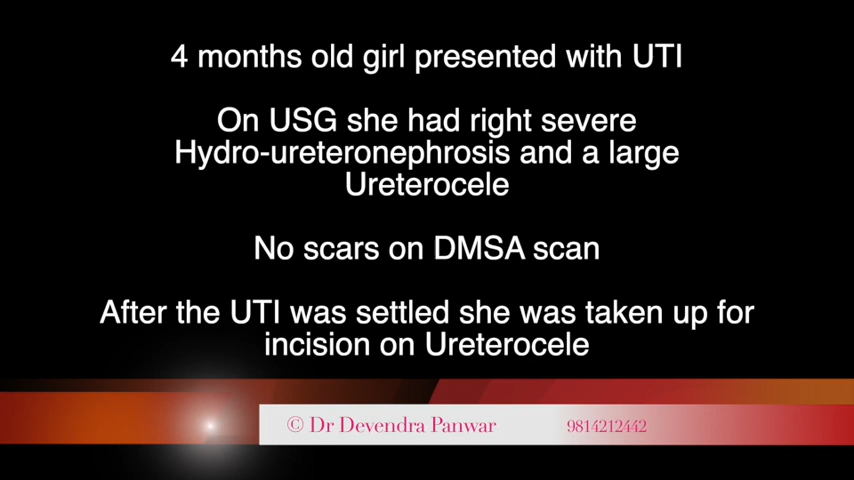 4 months old girl presented with UTI
On USG she had right severe
Hydro-ureteronephrosis and a large
Ureterocele
No scars on DMSA scan
After the UTI was settled she was taken up for
incision on Ureterocele
© Dr Devendra Panwar 9814212442